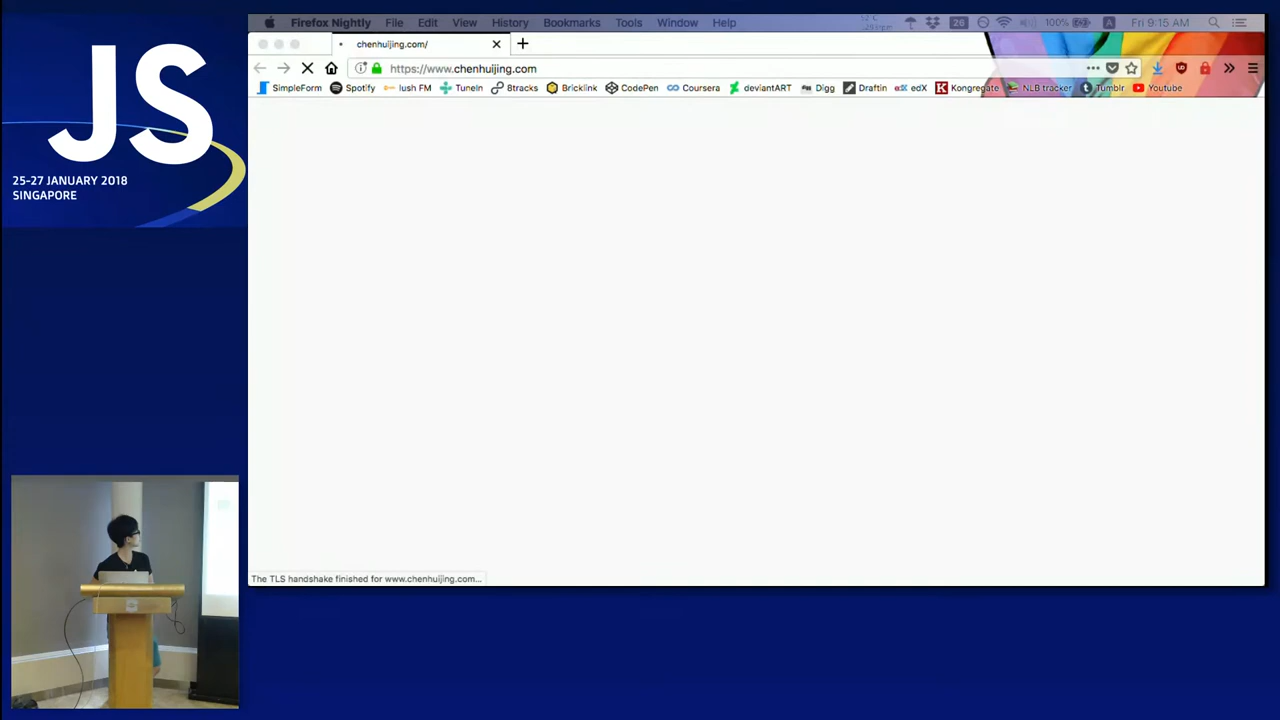 JS
25-27 JANUARY 2018
SINGAPORE
Firefox Nightly File Edit View History Bookmarks Tools Window Help
26 100% A Fri 9:15 AM
chenhuijing.com/
https://www.chenhuijing.com
SimpleForm Spotify lush FM TuneIn 8tracks Bricklink CodePen Coursera deviantART Digg Draftin edX Kongregate NLB tracker Tumblr Youtube
The TLS handshake finished for www.chenhuijing.com...